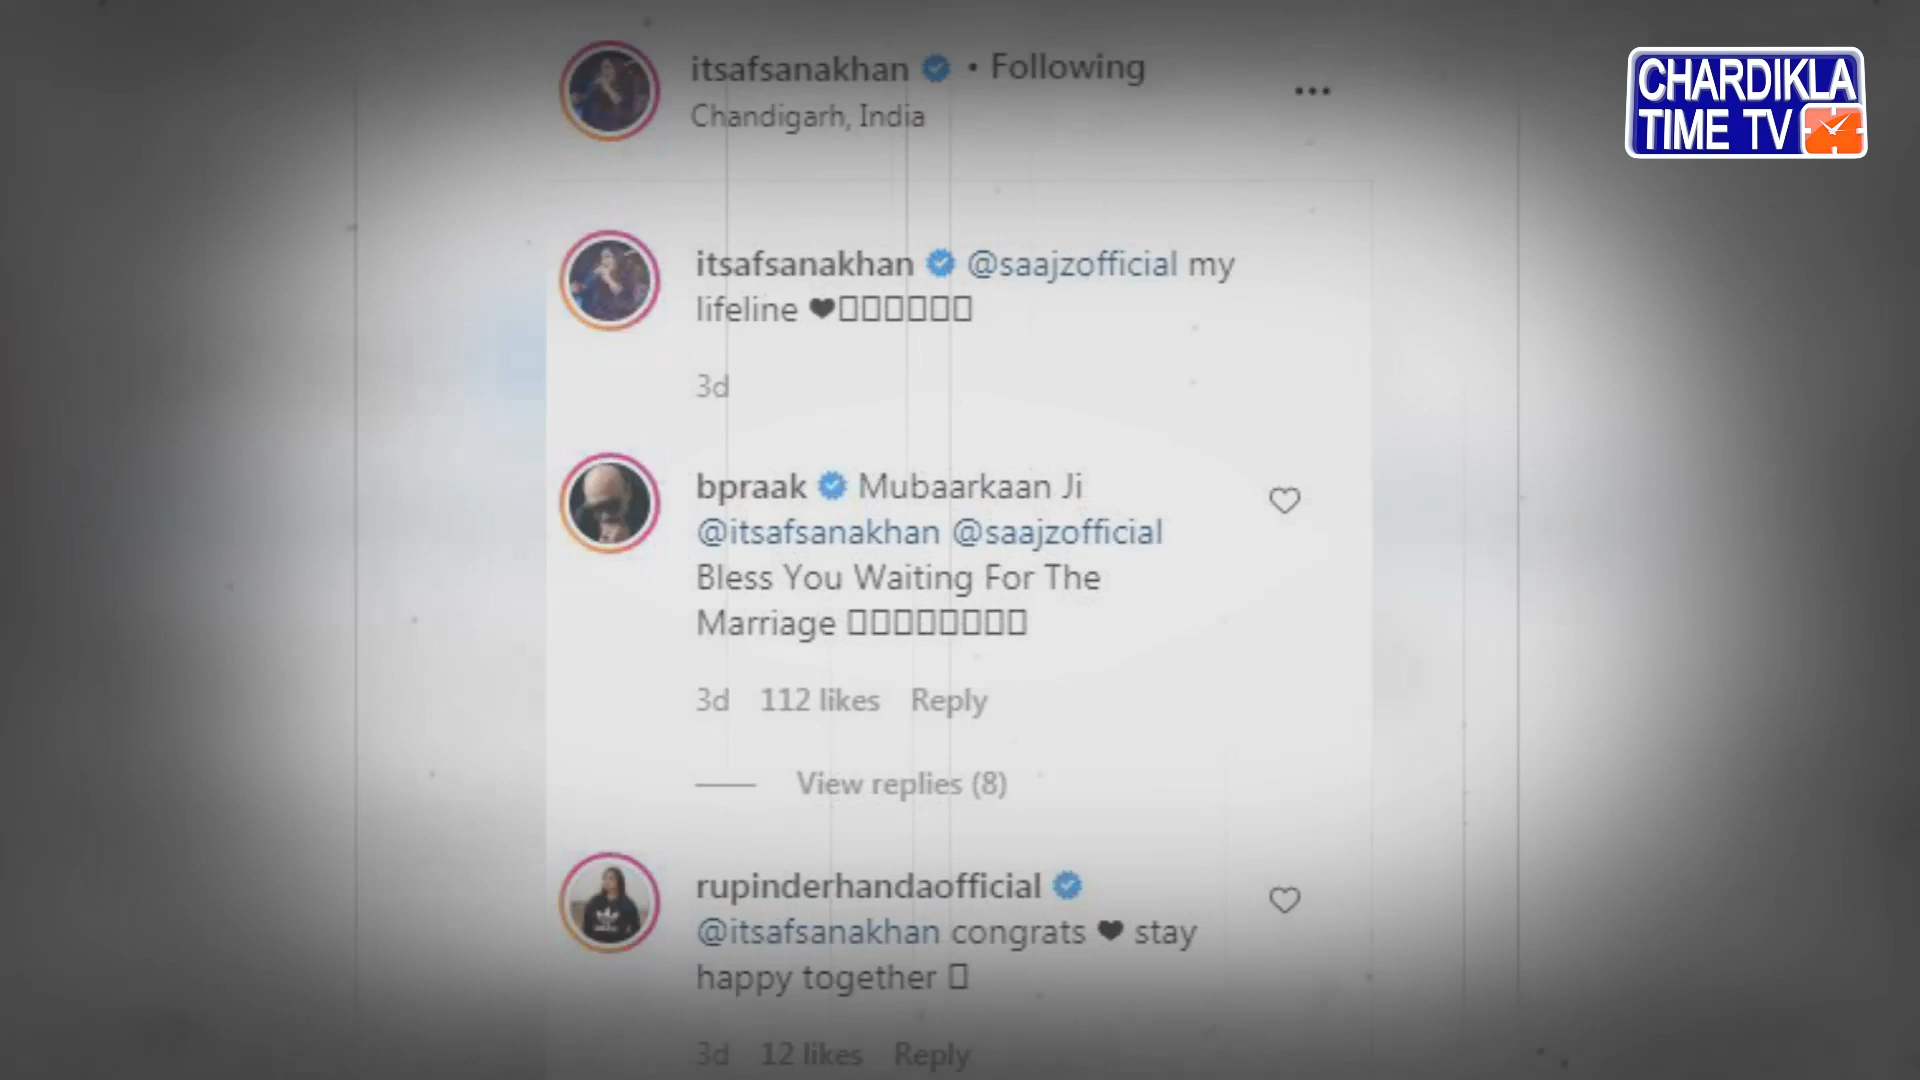 itsafsanakhan • Following
Chandigarh, India
CHARDIKLA
TIME TV
itsafsanakhan @saajzofficial my
lifeline ❤▯▯▯▯▯▯
3d
bpraak Mubaarkaan Ji
@itsafsanakhan @saajzofficial
Bless You Waiting For The
Marriage ▯▯▯▯▯▯▯▯
3d 112 likes Reply
View replies (8)
rupinderhandaofficial
@itsafsanakhan congrats ❤ stay
happy together ▯
3d 12 likes Reply